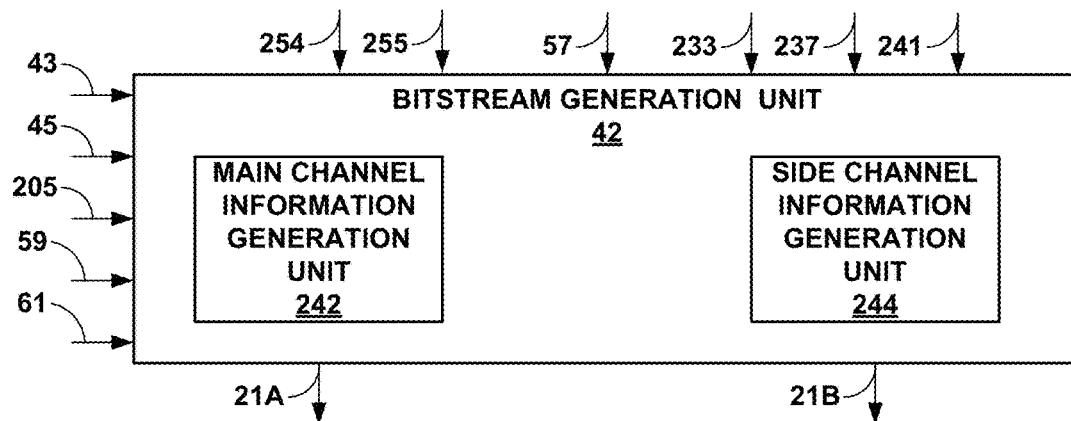 254 255 57 233 237 241
43
BITSTREAM GENERATION UNIT
42
45
MAIN CHANNEL
INFORMATION
GENERATION
UNIT
242
SIDE CHANNEL
INFORMATION
GENERATION
UNIT
244
205
59
61
21A 21B